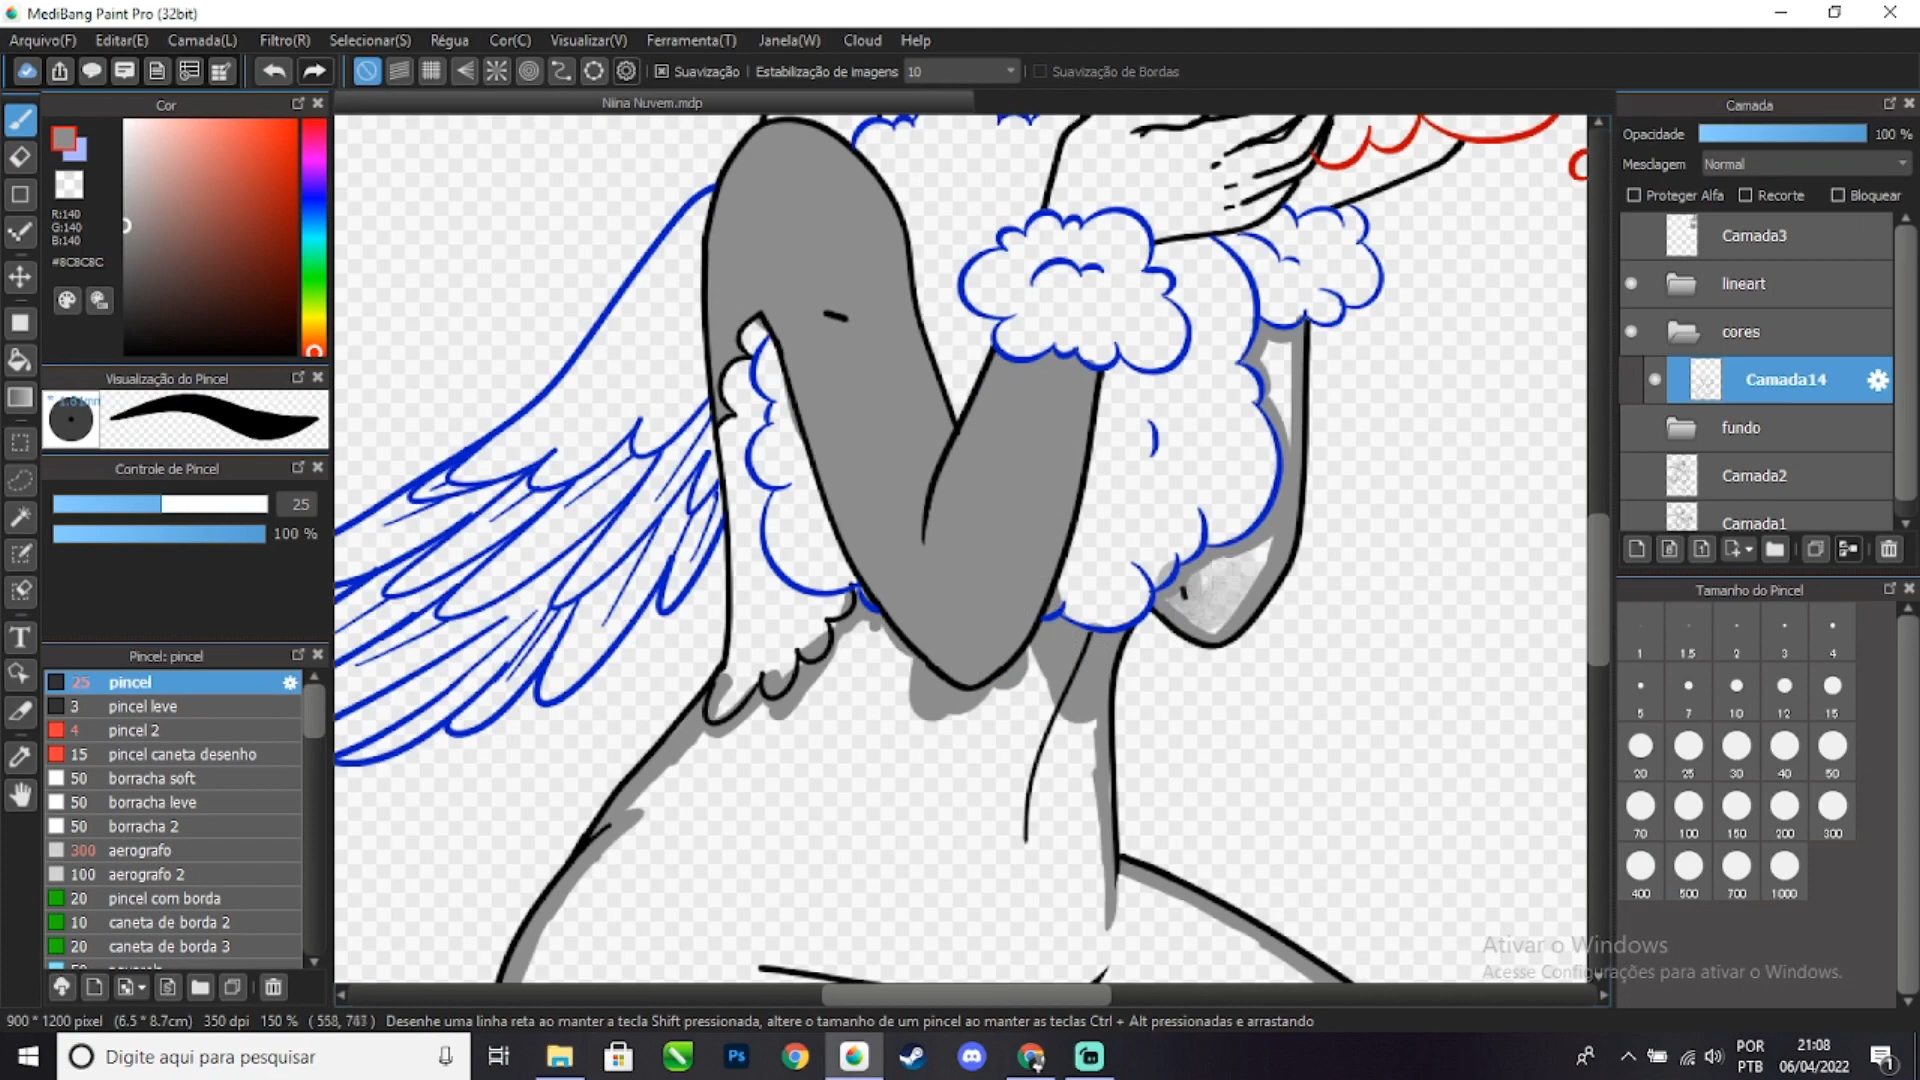 MediBang Paint Pro (32bit)
Arquivo(F) Editar(E) Camada(L) Filtro(R) Selecionar(S) Régua Cor(C) Visualizar(V) Ferramenta(T) Janela(W) Cloud Help
Suavização Estabilização de imagens 10 Suavização de Bordas
Cor
Niina Nuvem.mdp
Camada
R:140
G:140
B:140
#8C8C8C
Opacidade 100 %
Mesclagem Normal
Proteger Alfa Recorte Bloquear
Camada3
lineart
cores
Camada14
fundo
Camada2
Camada1
Visualização do Pincel
Controle de Pincel
25
100 %
Pincel: pincel
25 pincel
3 pincel leve
4 pincel 2
15 pincel caneta desenho
50 borracha soft
50 borracha leve
50 borracha 2
300 aerografo
100 aerografo 2
20 pincel com borda
10 caneta de borda 2
20 caneta de borda 3
Tamanho do Pincel
1 1.5 2 3 4
5 7 10 12 15
20 25 30 40 50
70 100 150 200 300
400 500 700 1000
Ativar o Windows
Acesse Configurações para ativar o Windows.
900 * 1200 pixel (6.5 * 8.7cm) 350 dpi 150 % ( 558, 743 ) Desenhe uma linha reta ao manter a tecla Shift pressionada, altere o tamanho de um pincel ao manter as teclas Ctrl + Alt pressionadas e arrastando
Digite aqui para pesquisar
Ps
POR
PTB
21:08
06/04/2022
1